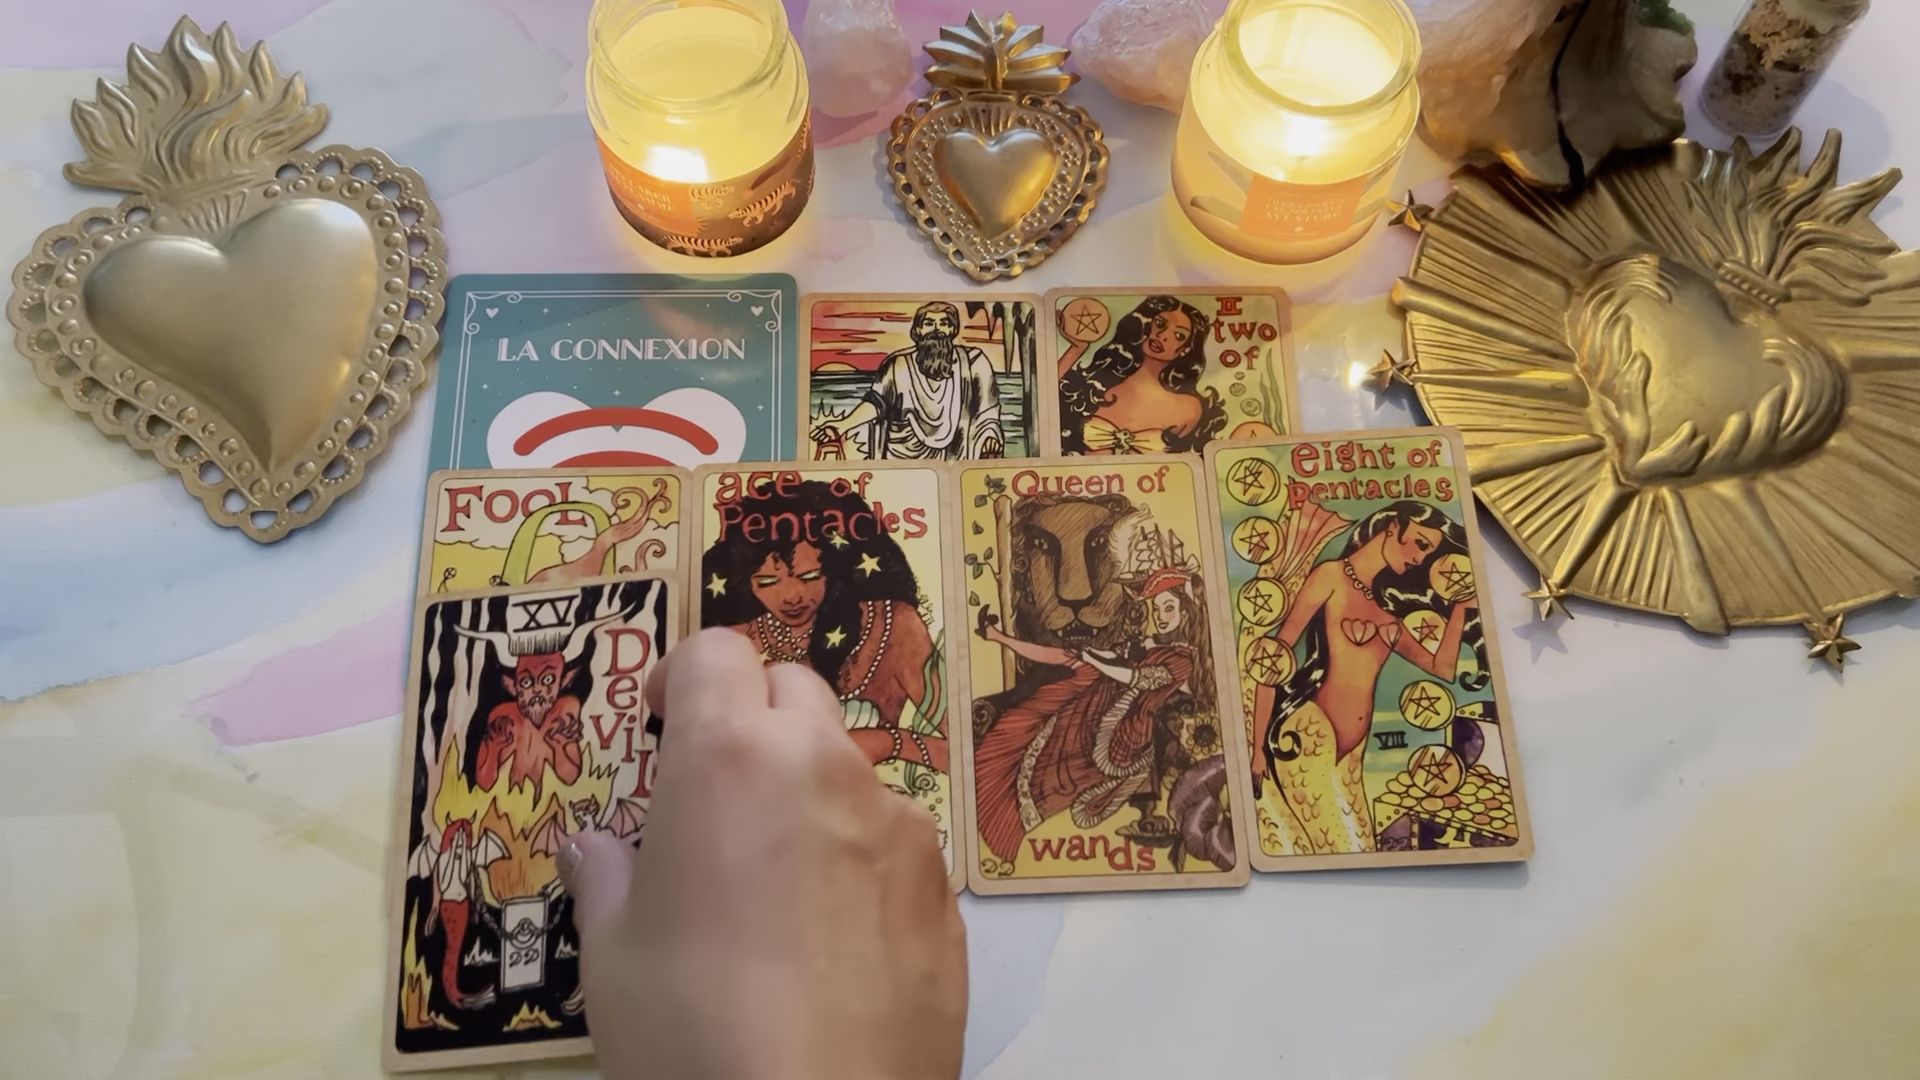 LA CONNEXION
II
two
of
FOOL
ace of
Pentacles
Queen of
wands
eight of
Pentacles
VIII
XV
Devil